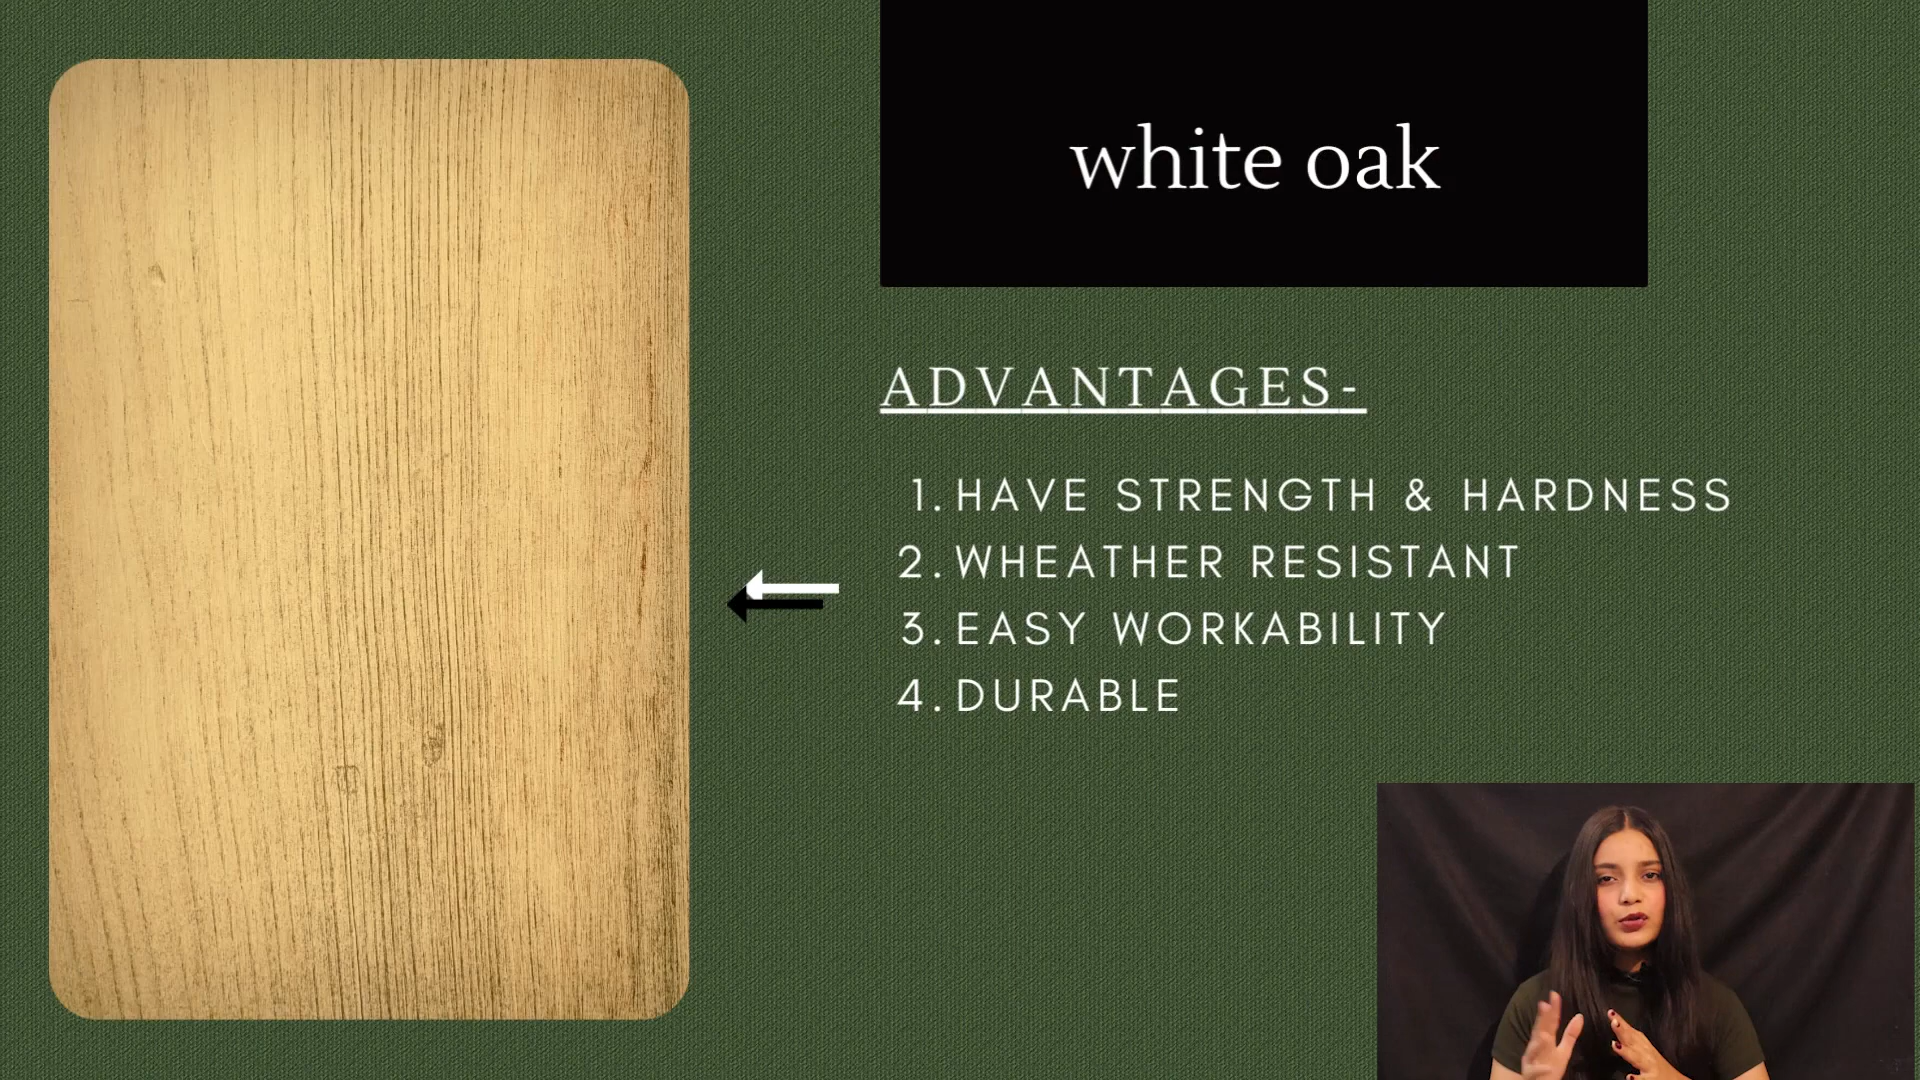 white oak
ADVANTAGES-
1. HAVE STRENGTH & HARDNESS
2. WHEATHER RESISTANT
3. EASY WORKABILITY
4. DURABLE